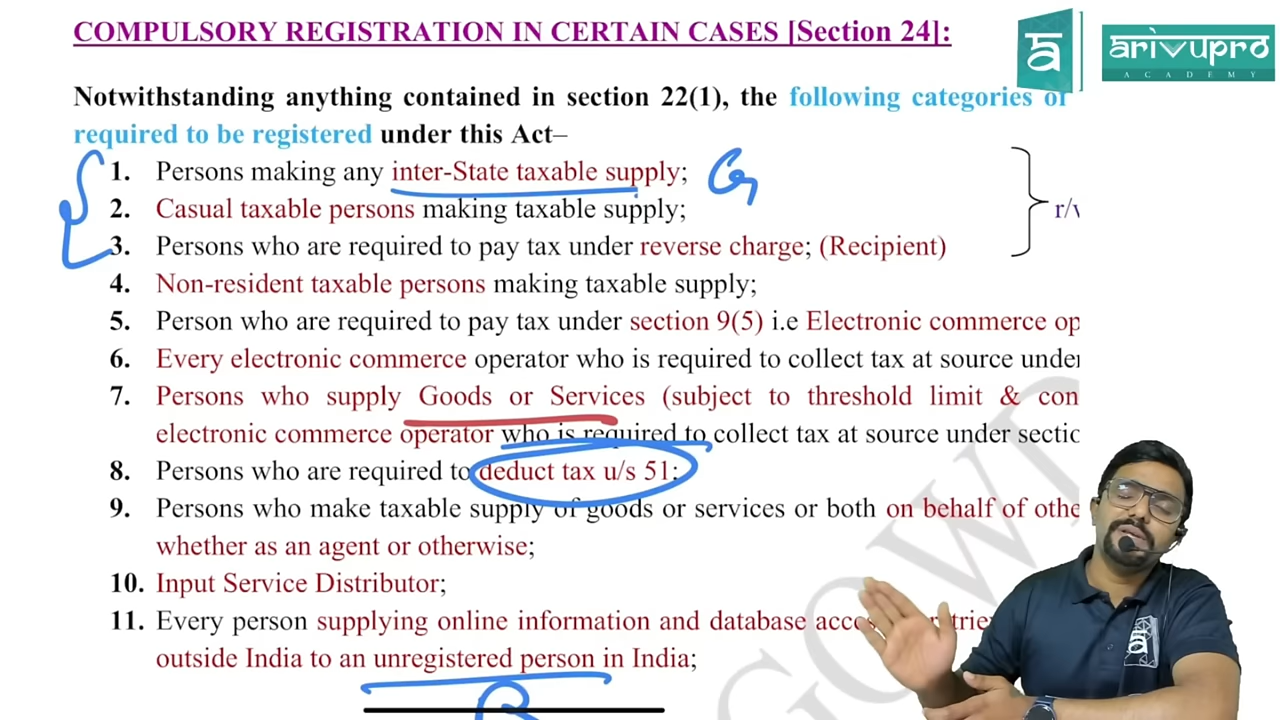 COMPULSORY REGISTRATION IN CERTAIN CASES [Section 24]:
arivupro
ACADEMY
Notwithstanding anything contained in section 22(1), the following categories of
required to be registered under this Act–
1. Persons making any inter-State taxable supply; G
2. Casual taxable persons making taxable supply;
r/v
3. Persons who are required to pay tax under reverse charge; (Recipient)
4. Non-resident taxable persons making taxable supply;
5. Person who are required to pay tax under section 9(5) i.e Electronic commerce op
6. Every electronic commerce operator who is required to collect tax at source under
7. Persons who supply Goods or Services (subject to threshold limit & con
electronic commerce operator who is required to collect tax at source under sectio
8. Persons who are required to deduct tax u/s 51;
9. Persons who make taxable supply of goods or services or both on behalf of othe
whether as an agent or otherwise;
10. Input Service Distributor;
11. Every person supplying online information and database
outside India to an unregistered person in India;
GOWT